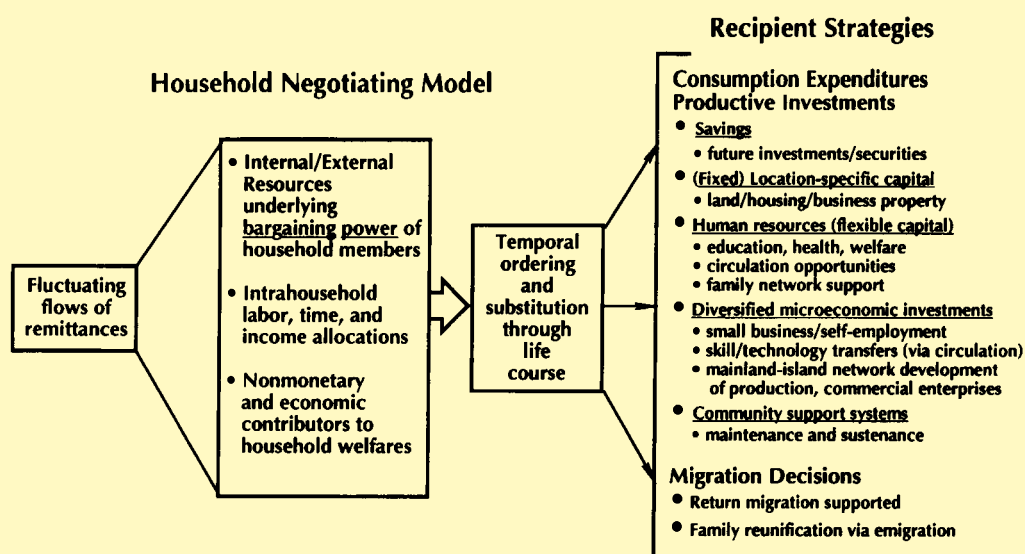 Recipient Strategies
Household Negotiating Model
Fluctuating
flows of
remittances
• Internal/External
Resources
underlying
bargaining power of
household members
• Intrahousehold
labor, time, and
income allocations
• Nonmonetary
and economic
contributors to
household welfares
Temporal
ordering
and
substitution
through
life
course
Consumption Expenditures
Productive Investments
• Savings
• future investments/securities
• (Fixed) Location-specific capital
• land/housing/business property
• Human resources (flexible capital)
• education, health, welfare
• circulation opportunities
• family network support
• Diversified microeconomic investments
• small business/self-employment
• skill/technology transfers (via circulation)
• mainland-island network development
of production, commercial enterprises
• Community support systems
• maintenance and sustenance
Migration Decisions
• Return migration supported
• Family reunification via emigration